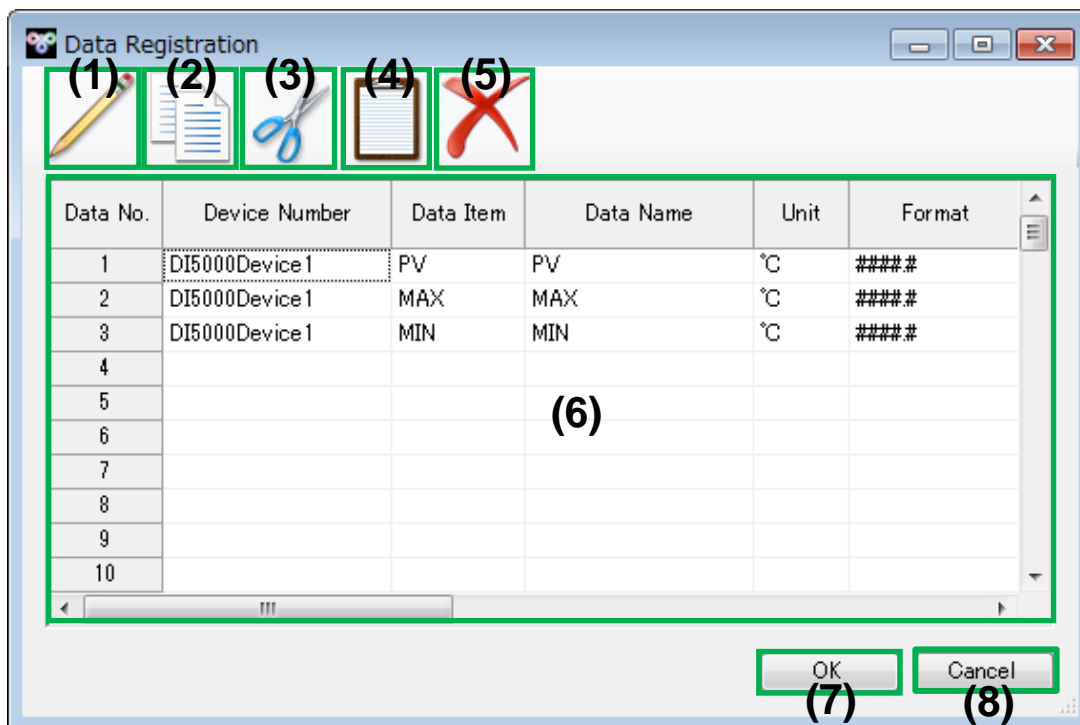 Data Registration
(1) (2) (3) (4) (5)
Data No. Device Number Data Item Data Name Unit Format
1 DI5000Device1 PV PV ℃ ####.#
2 DI5000Device1 MAX MAX ℃ ####.#
3 DI5000Device1 MIN MIN ℃ ####.#
4
5
(6)
6
7
8
9
10
OK Cancel
(7) (8)